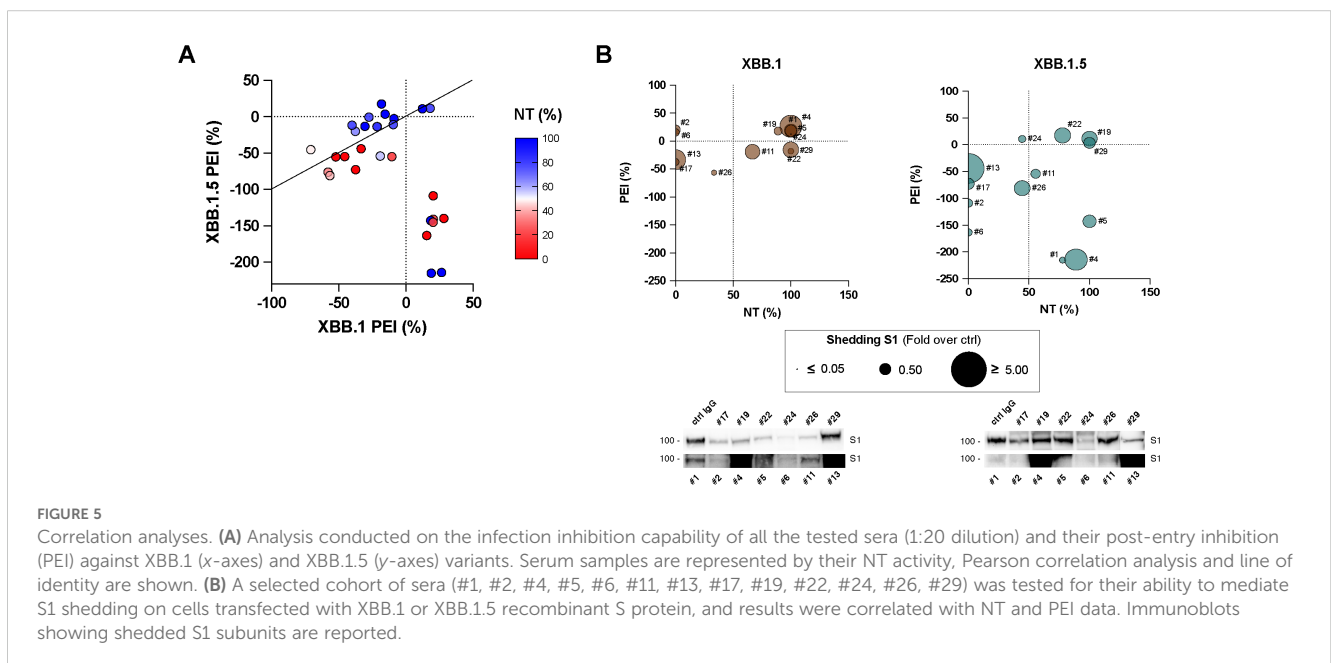 A
XBB.1.5 PEI (%)
50
0
-50
-100
-150
-200
-100
-50
0
50
XBB.1 PEI (%)
NT (%)
100
80
60
40
20
0
B
XBB.1
PEI (%)
100
50
0
-50
-100
-150
-200
-250
0
50
100
150
NT (%)
#2
#6
#13
#17
#26
#11
#19
#1
#4
#5
#24
#29
#22
XBB.1.5
PEI (%)
100
50
0
-50
-100
-150
-200
-250
0
50
100
150
NT (%)
#24
#22
#19
#29
#13
#17
#11
#26
#2
#6
#5
#1
#4
Shedding S1 (Fold over ctrl)
≤ 0.05 0.50 ≥ 5.00
ctrl IgG #17 #19 #22 #24 #26 #29
100 - S1
100 - S1
#1 #2 #4 #5 #6 #11 #13
ctrl IgG #17 #19 #22 #24 #26 #29
100 - S1
100 - S1
#1 #2 #4 #5 #6 #11 #13
FIGURE 5
Correlation analyses. (A) Analysis conducted on the infection inhibition capability of all the tested sera (1:20 dilution) and their post-entry inhibition
(PEI) against XBB.1 (x-axes) and XBB.1.5 (y-axes) variants. Serum samples are represented by their NT activity, Pearson correlation analysis and line of
identity are shown. (B) A selected cohort of sera (#1, #2, #4, #5, #6, #11, #13, #17, #19, #22, #24, #26, #29) was tested for their ability to mediate
S1 shedding on cells transfected with XBB.1 or XBB.1.5 recombinant S protein, and results were correlated with NT and PEI data. Immunoblots
showing shedded S1 subunits are reported.